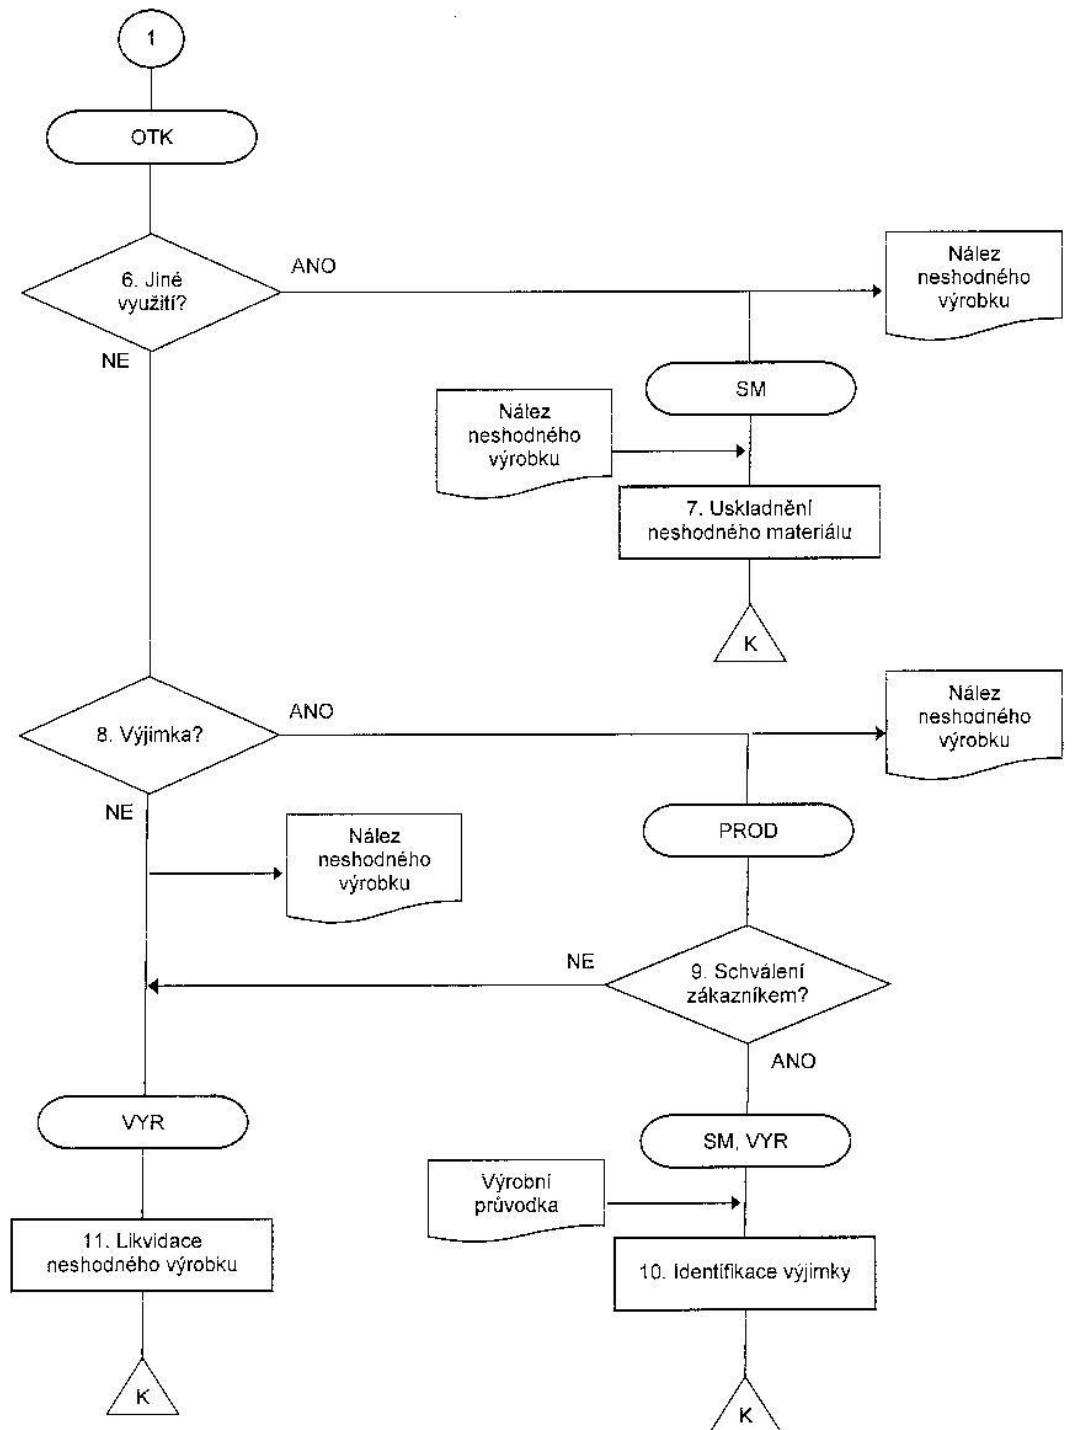 1
OTK
6. Jiné
využití?
ANO
NE
Nález
neshodného
výrobku
SM
Nález
neshodného
výrobku
7. Uskladnění
neshodného materiálu
K
8. Výjimka?
ANO
NE
Nález
neshodného
výrobku
PROD
Nález
neshodného
výrobku
9. Schválení
zákazníkem?
NE
ANO
VYR
SM, VYR
Výrobní
průvodka
11. Likvidace
neshodného výrobku
10. Identifikace výjimky
K
K